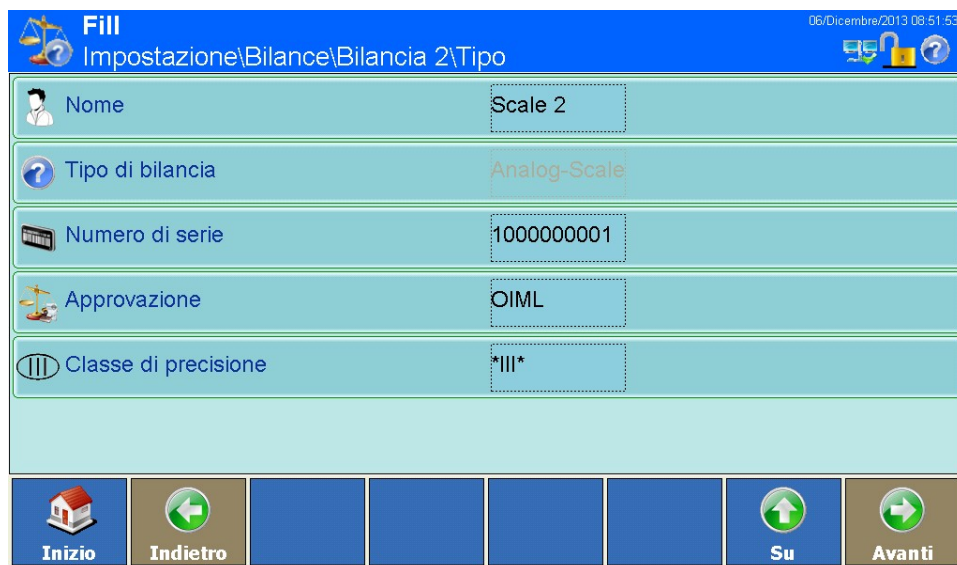 Fill
06/Dicembre/2013 08:51:53
Impostazione\Bilance\Bilancia 2\Tipo
Nome Scale 2
Tipo di bilancia Analog-Scale
Numero di serie 1000000001
Approvazione OIML
III Classe di precisione *III*
Inizio Indietro Su Avanti